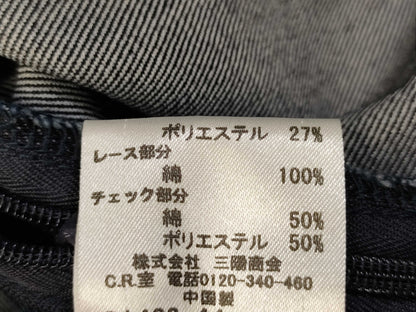 ポリエステル 27%
レース部分
綿 100%
チェック部分
綿 50%
ポリエステル 50%
株式会社 三陽商会
C.R.室 電話0120-340-460
中国製